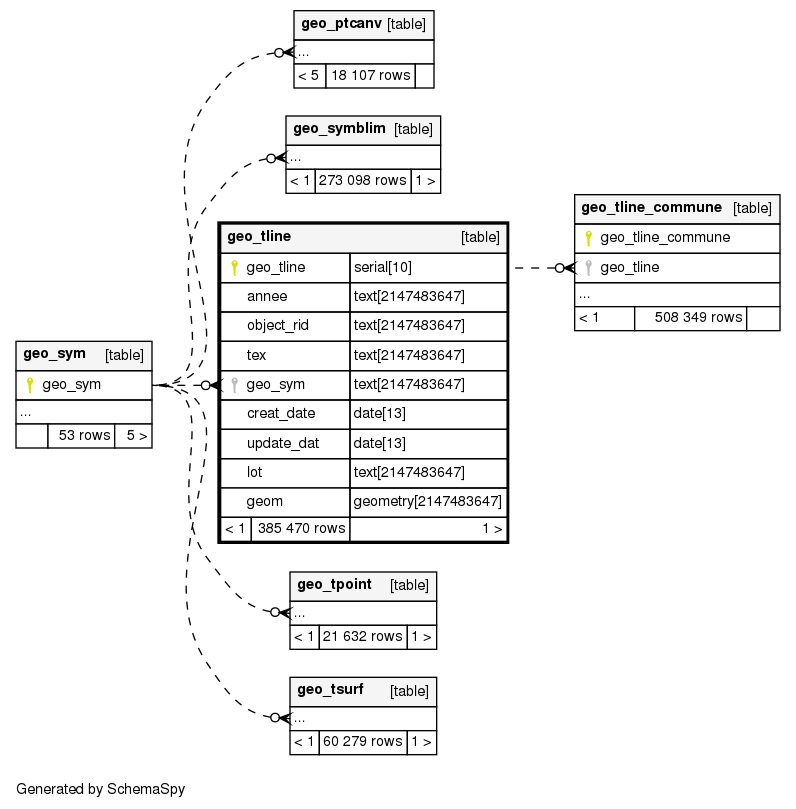 geo_ptcanv [table]
...
< 5 18 107 rows
geo_symblim [table]
...
< 1 273 098 rows 1 >
geo_tline [table]
geo_tline serial[10]
annee text[2147483647]
object_rid text[2147483647]
tex text[2147483647]
geo_sym text[2147483647]
creat_date date[13]
update_dat date[13]
lot text[2147483647]
geom geometry[2147483647]
< 1 385 470 rows 1 >
geo_tline_commune [table]
geo_tline_commune
geo_tline
...
< 1 508 349 rows
geo_sym [table]
geo_sym
...
53 rows 5 >
geo_tpoint [table]
...
< 1 21 632 rows 1 >
geo_tsurf [table]
...
< 1 60 279 rows 1 >
Generated by SchemaSpy